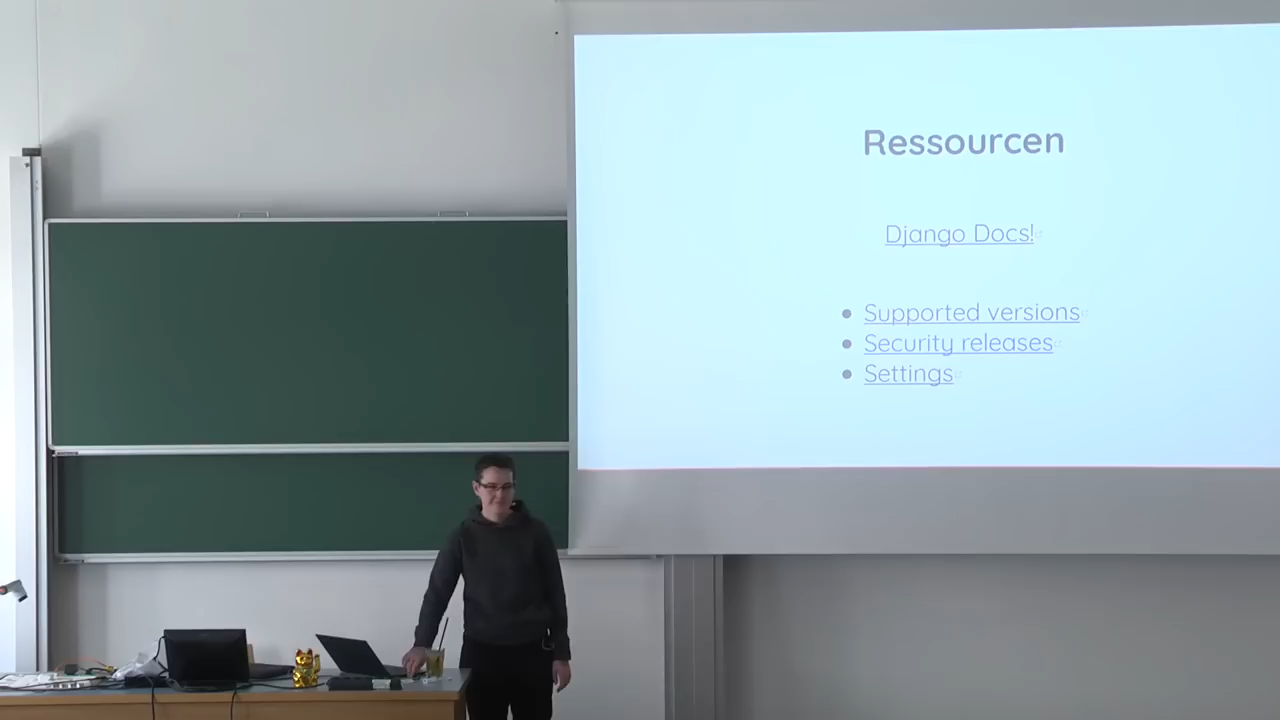 Ressourcen
Django Docs!
Supported versions
Security releases
Settings